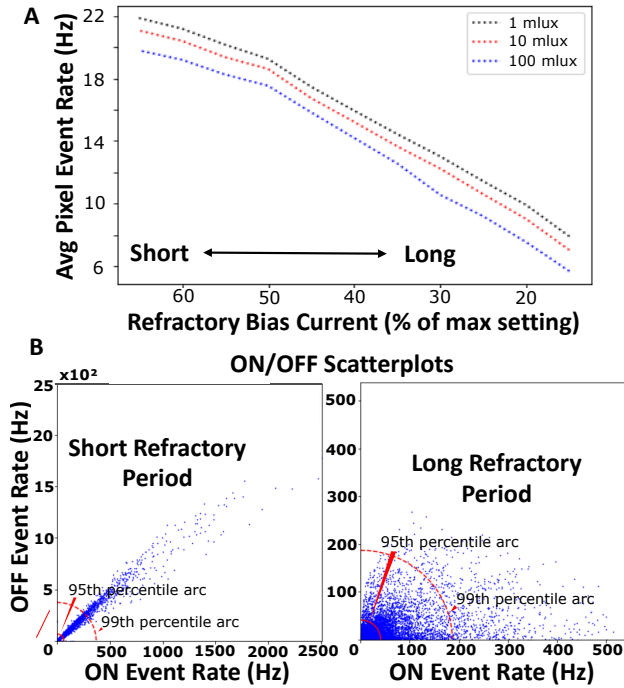 A
Avg Pixel Event Rate (Hz)
22
18
14
10
6
1 mlux
10 mlux
100 mlux
Short
Long
60
50
40
30
20
Refractory Bias Current (% of max setting)
B
ON/OFF Scatterplots
x10²
OFF Event Rate (Hz)
25
20
15
10
5
0
Short Refractory
Period
95th percentile arc
99th percentile arc
500
1000
1500
2000
2500
ON Event Rate (Hz)
500
400
300
200
100
0
Long Refractory
Period
95th percentile arc
99th percentile arc
0
100
200
300
400
500
ON Event Rate (Hz)